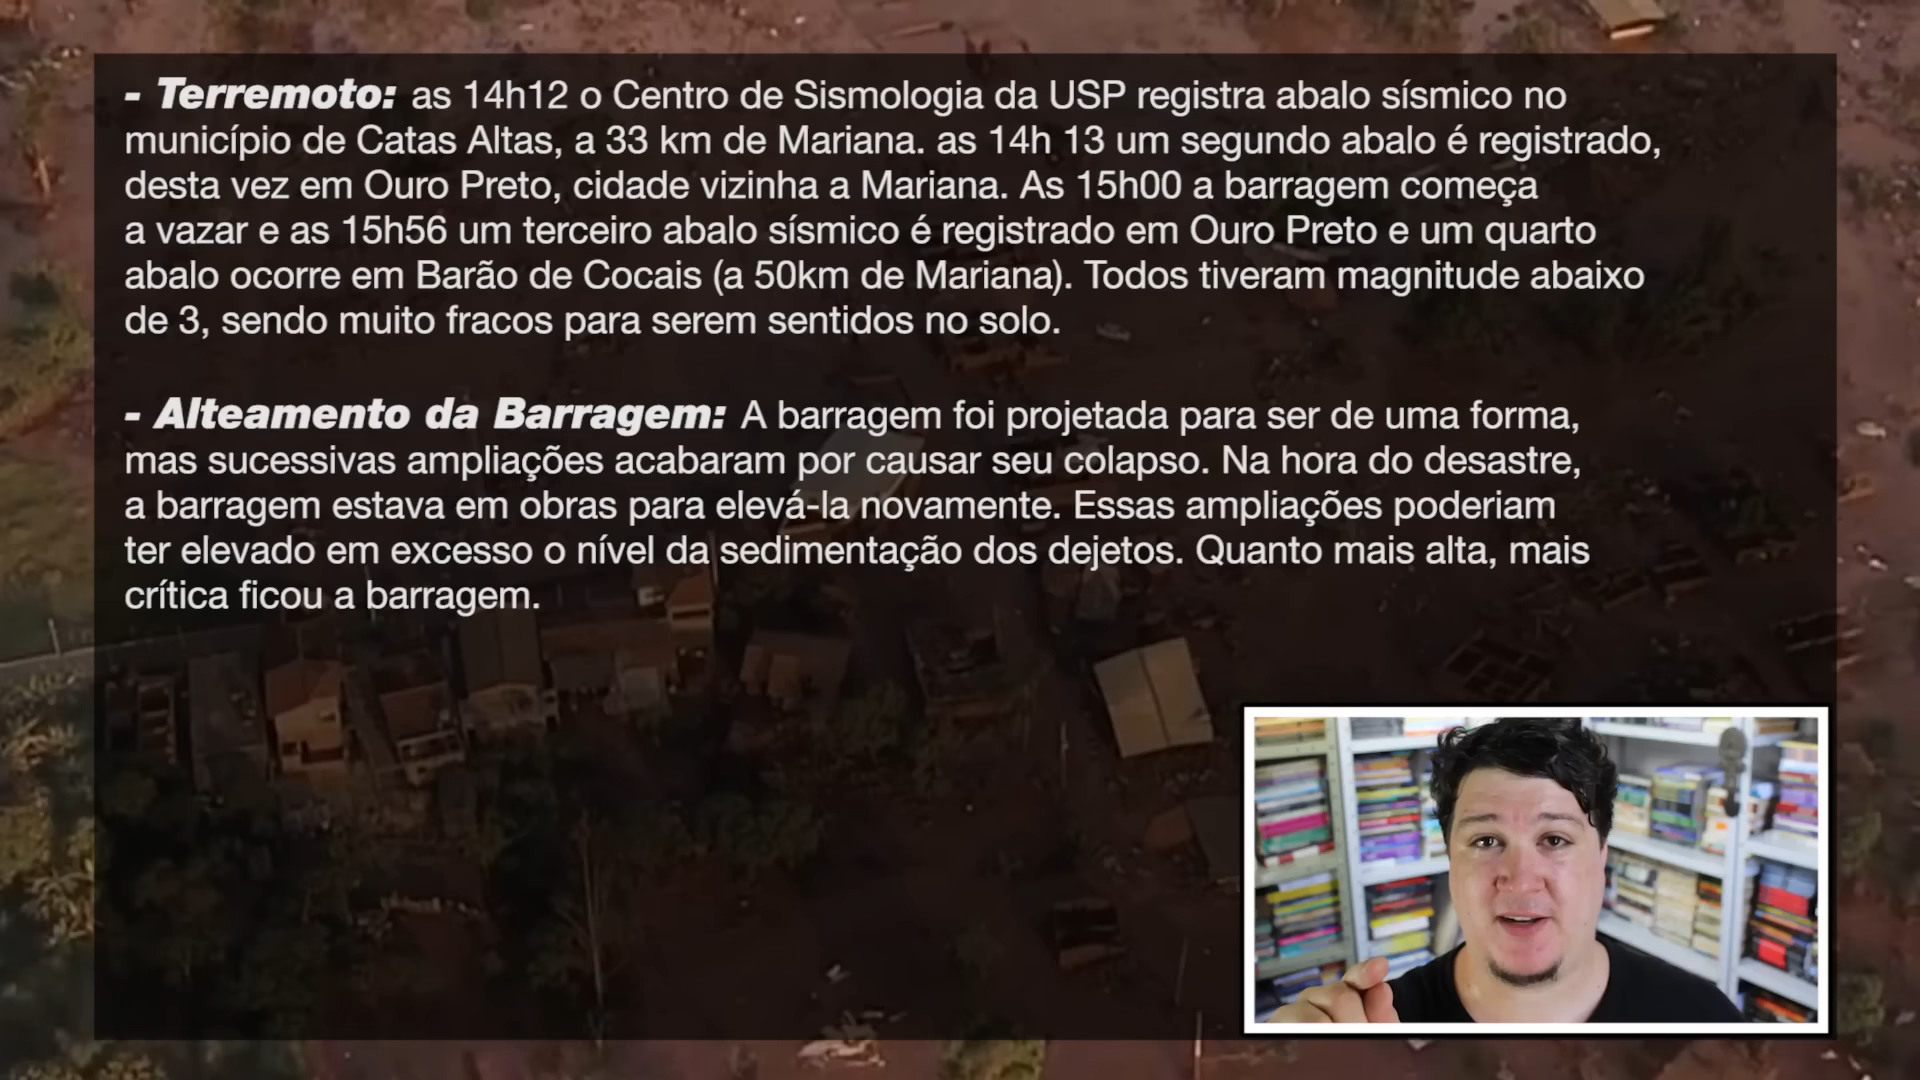 - Terremoto: as 14h12 o Centro de Sismologia da USP registra abalo sísmico no
município de Catas Altas, a 33 km de Mariana. as 14h 13 um segundo abalo é registrado,
desta vez em Ouro Preto, cidade vizinha a Mariana. As 15h00 a barragem começa
a vazar e as 15h56 um terceiro abalo sísmico é registrado em Ouro Preto e um quarto
abalo ocorre em Barão de Cocais (a 50km de Mariana). Todos tiveram magnitude abaixo
de 3, sendo muito fracos para serem sentidos no solo.
- Alteamento da Barragem: A barragem foi projetada para ser de uma forma,
mas sucessivas ampliações acabaram por causar seu colapso. Na hora do desastre,
a barragem estava em obras para elevá-la novamente. Essas ampliações poderiam
ter elevado em excesso o nível da sedimentação dos dejetos. Quanto mais alta, mais
crítica ficou a barragem.